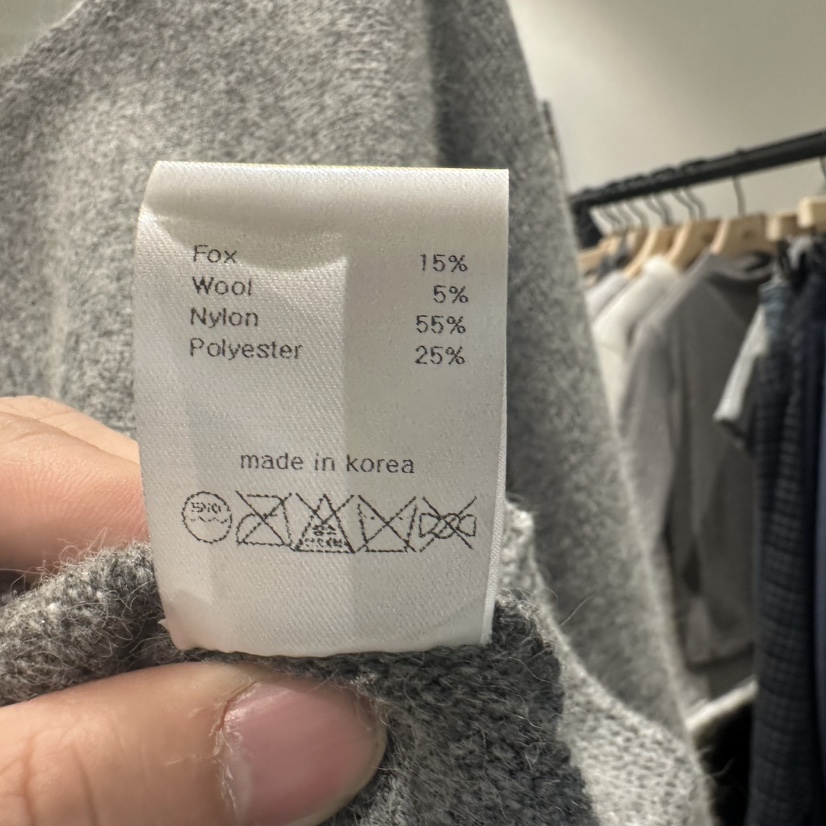 Fox 15%
Wool 5%
Nylon 55%
Polyester 25%
made in korea